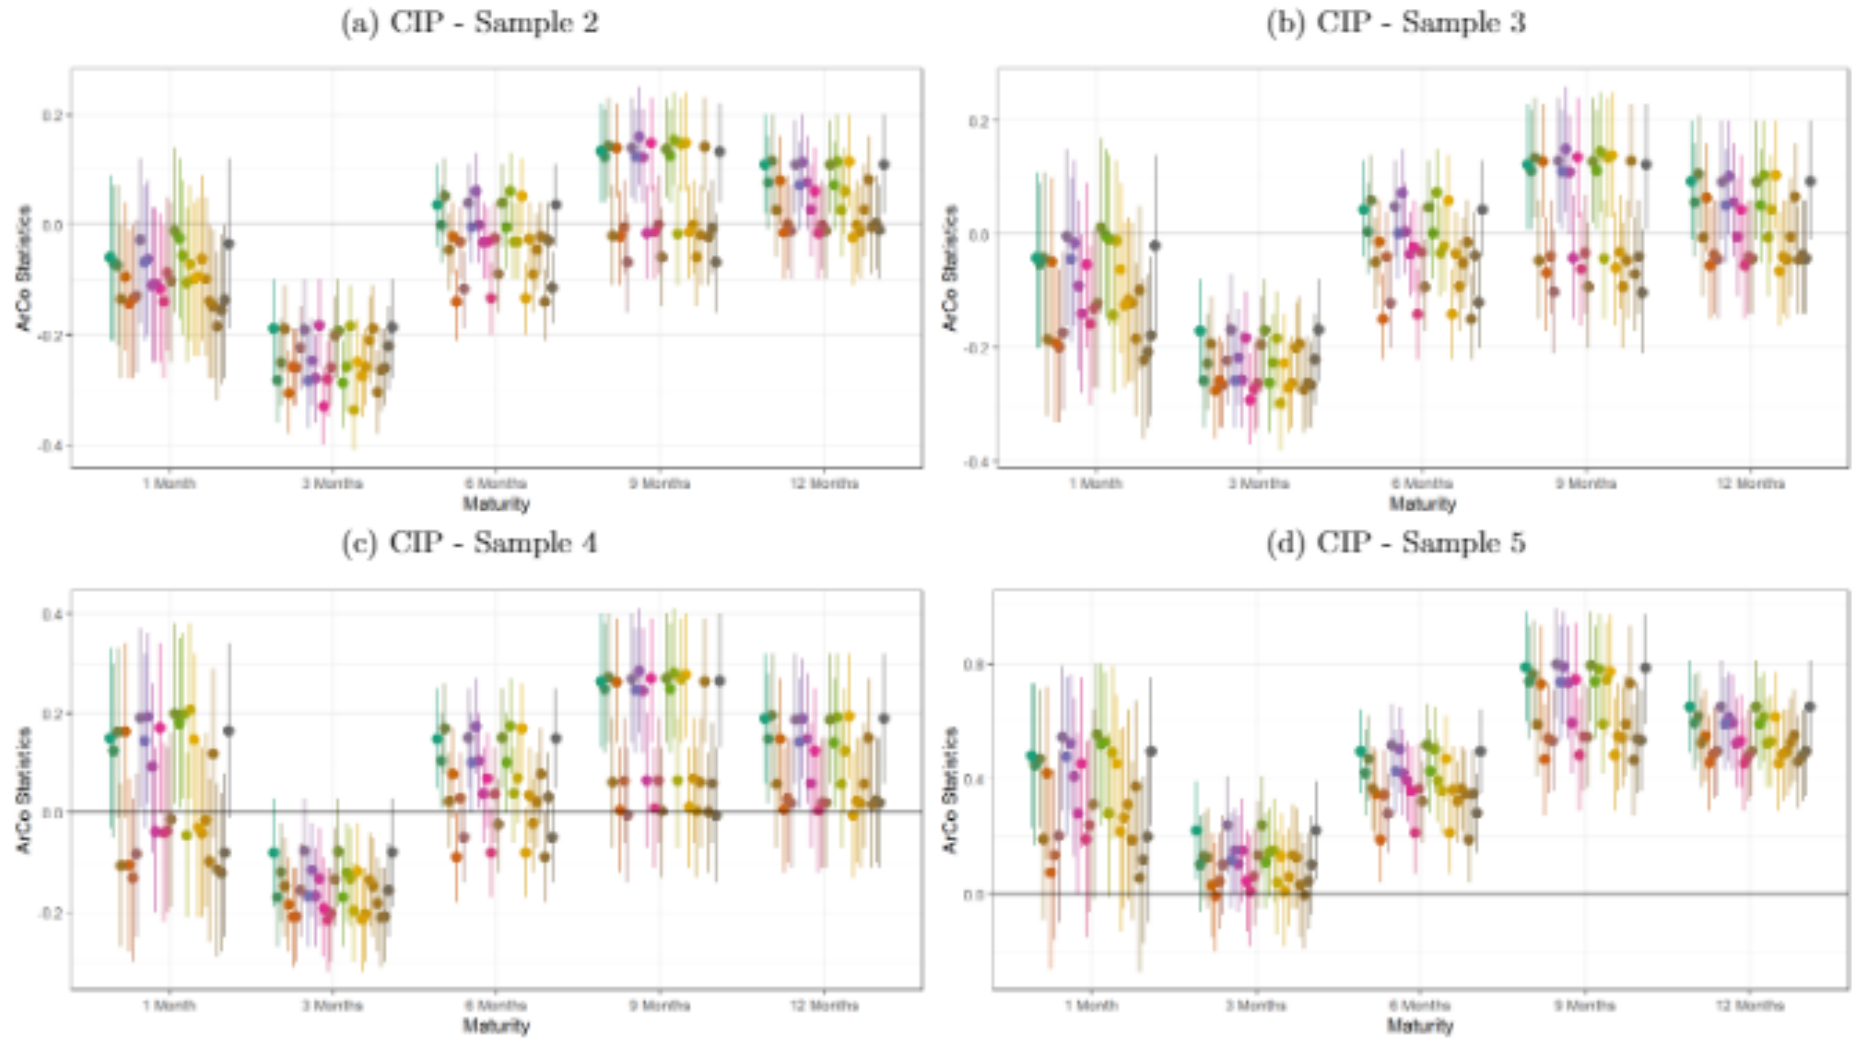 (a) CIP - Sample 2
0.2
0.0
-0.2
-0.4
ArCo Statistics
1 Month 3 Months 6 Months 9 Months 12 Months
Maturity
(b) CIP - Sample 3
0.2
0.0
-0.2
-0.4
ArCo Statistics
1 Month 3 Months 6 Months 9 Months 12 Months
Maturity
(c) CIP - Sample 4
0.4
0.2
0.0
-0.2
ArCo Statistics
1 Month 3 Months 6 Months 9 Months 12 Months
Maturity
(d) CIP - Sample 5
0.8
0.4
0.0
ArCo Statistics
1 Month 3 Months 6 Months 9 Months 12 Months
Maturity